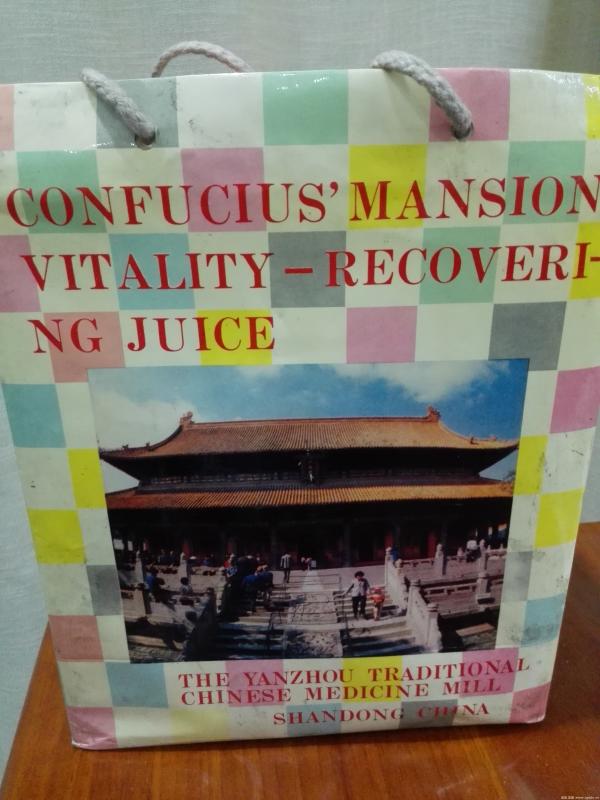 CONFUCIUS' MANSION
VITALITY-RECOVERI-
NG JUICE
THE YANZHOU TRADITIONAL
CHINESE MEDICINE MILL
SHANDONG CHINA